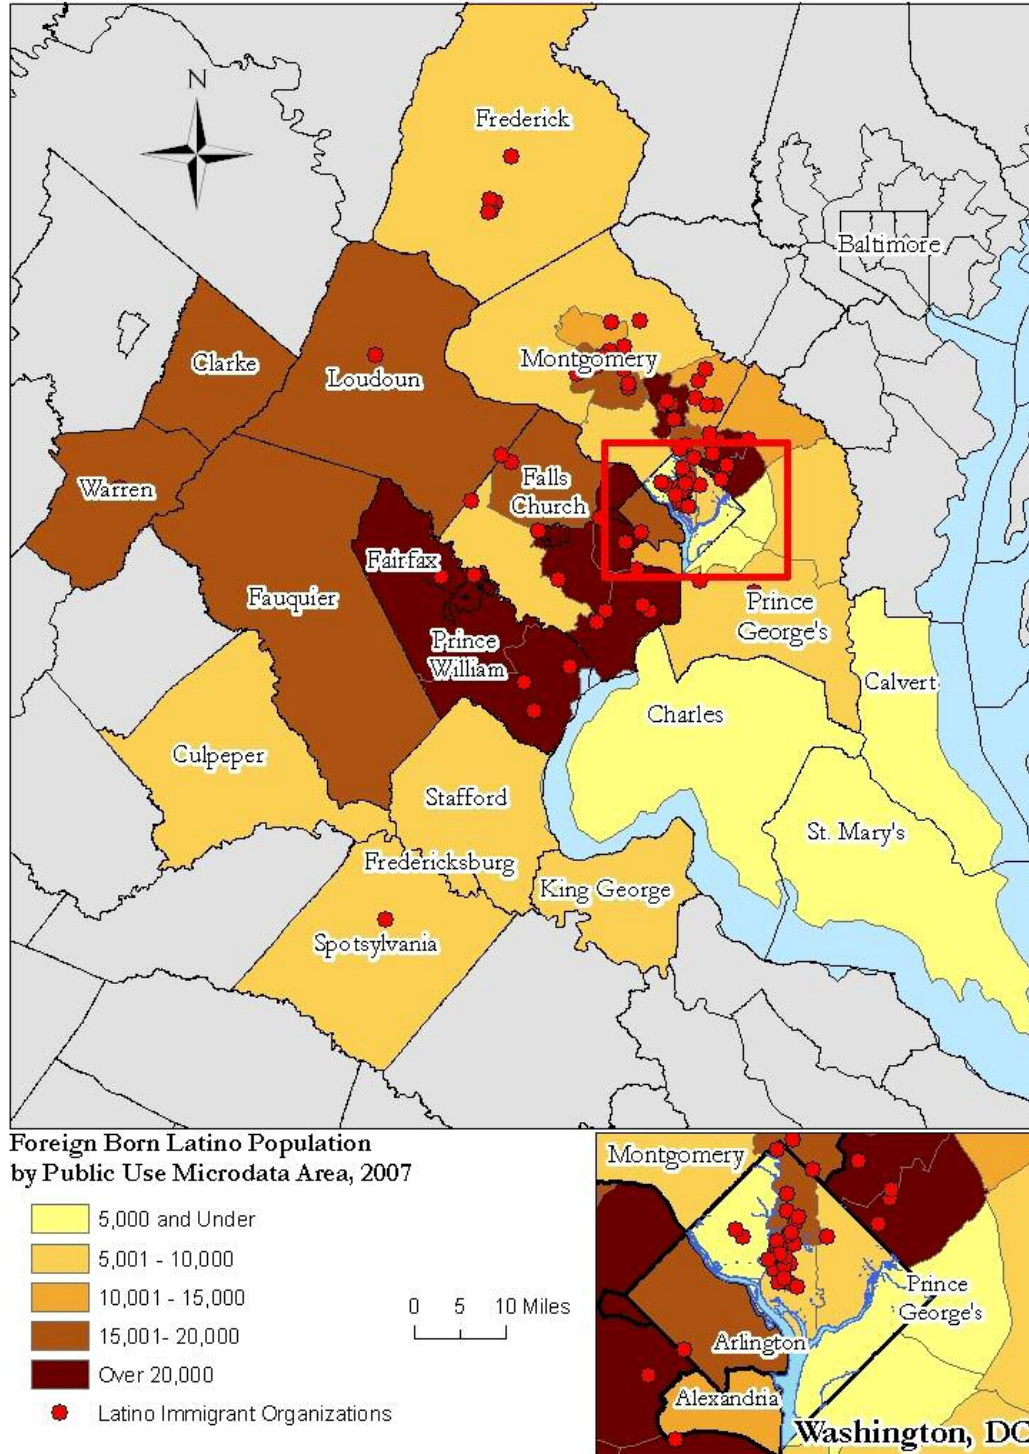 N
Frederick
Baltimore
Clarke
Loudoun
Montgomery
Warren
Falls
Church
Fairfax
Fauquier
Prince
George's
Prince
William
Calvert
Charles
Culpeper
Stafford
St. Mary's
Fredericksburg
King George
Spotsylvania
Foreign Born Latino Population
by Public Use Microdata Area, 2007
5,000 and Under
5,001 - 10,000
10,001 - 15,000
15,001- 20,000
Over 20,000
Latino Immigrant Organizations
0 5 10 Miles
Montgomery
Prince
George's
Arlington
Alexandria
Washington, DC